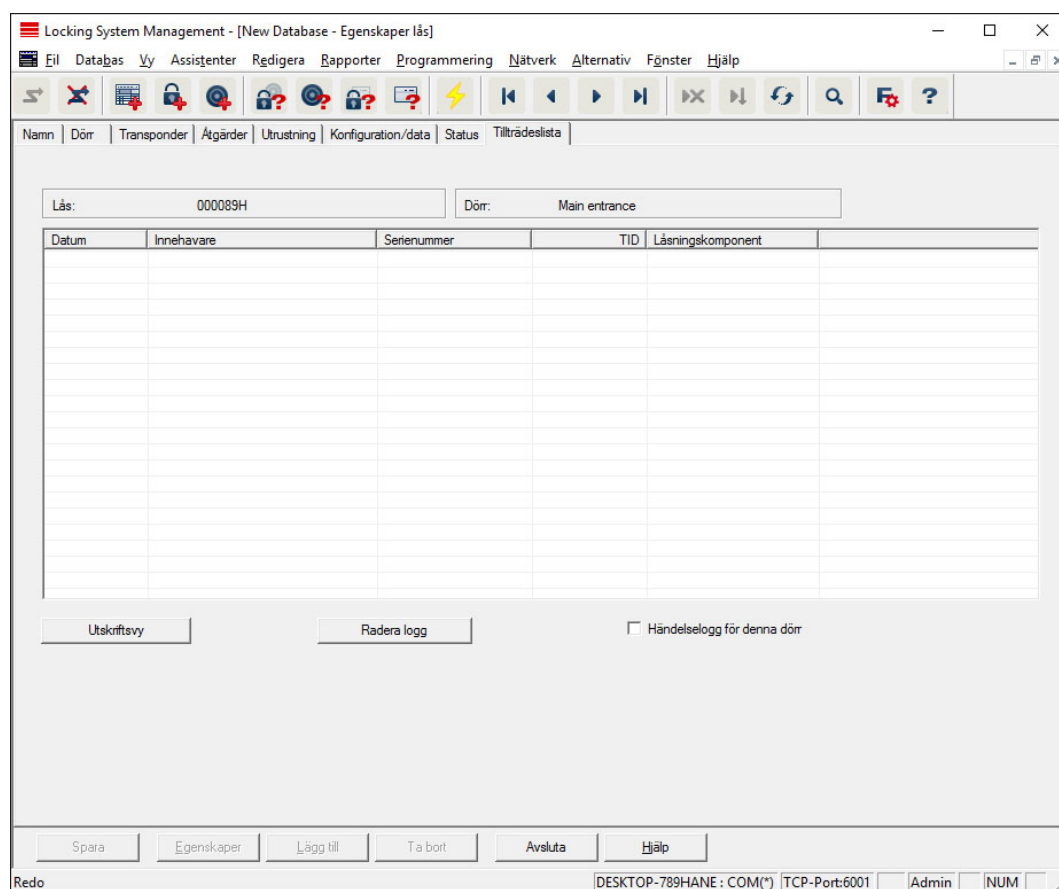 Locking System Management - [New Database - Egenskaper lås]
Fil Databas Vy Assistenter Redigera Rapporter Programmering Nätverk Alternativ Fönster Hjälp
Namn Dörr Transponder Åtgärder Utrustning Konfiguration/data Status Tillträdeslista
Lås: 000089H Dörr: Main entrance
Datum Innehavare Serienummer TID Låsningskomponent
Utskriftsvy Radera logg Händelselogg för denna dörr
Spara Egenskaper Lägg till Ta bort Avsluta Hjälp
Redo DESKTOP-789HANE : COM(*) TCP-Port:6001 Admin NUM